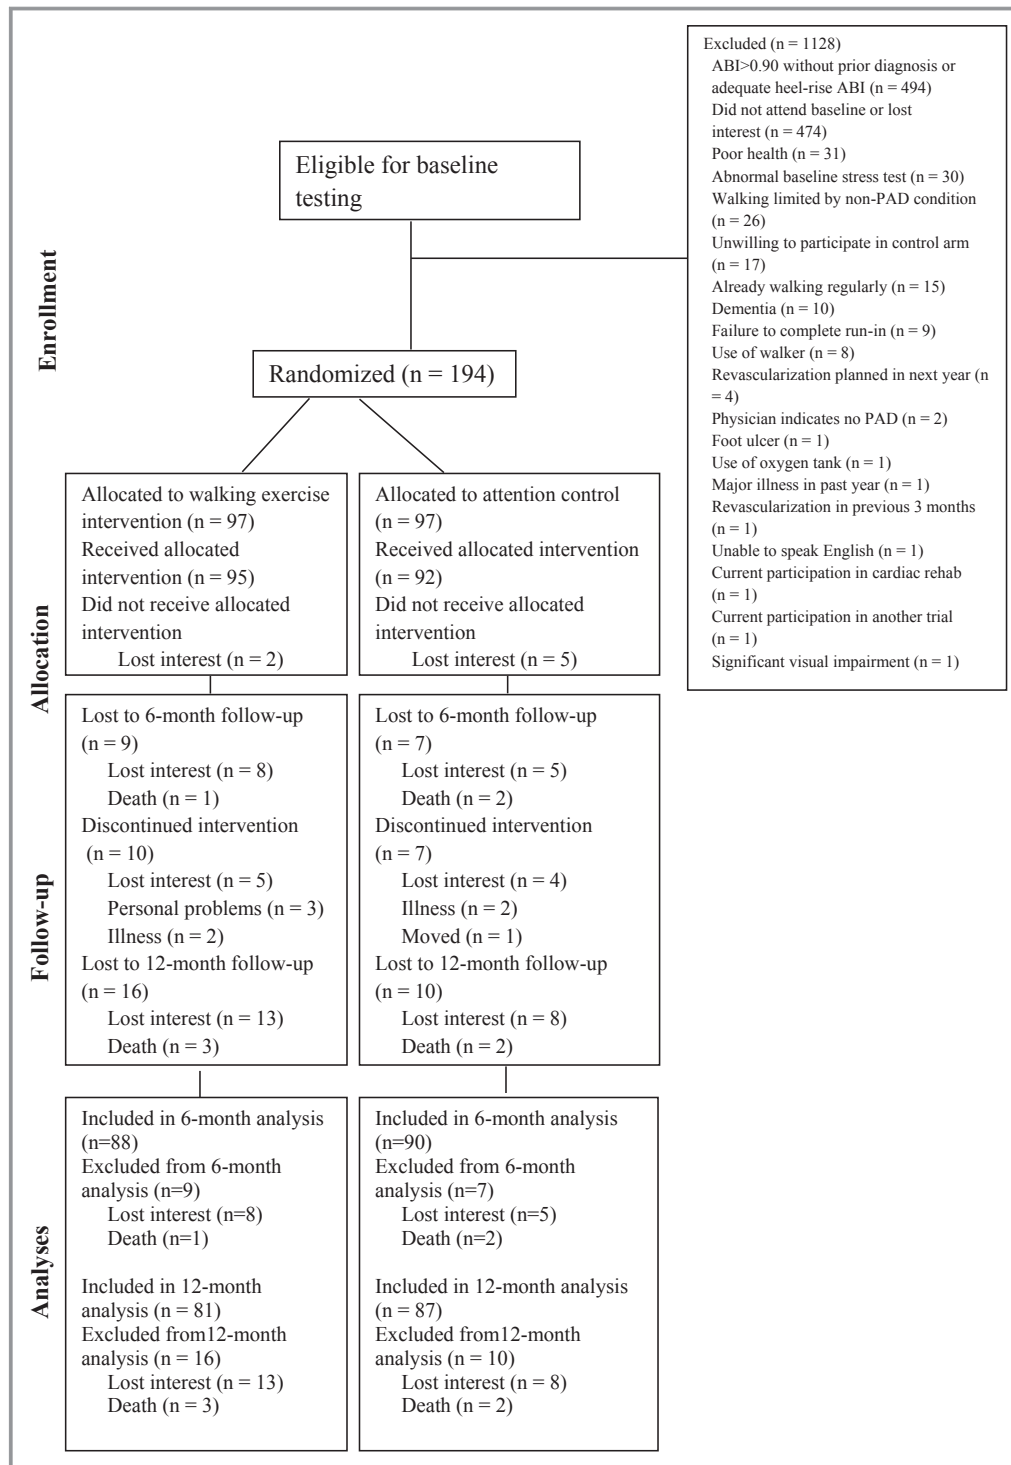 Excluded (n = 1128)
ABI>0.90 without prior diagnosis or
adequate heel-rise ABI (n = 494)
Did not attend baseline or lost
interest (n = 474)
Poor health (n = 31)
Abnormal baseline stress test (n = 30)
Walking limited by non-PAD condition
(n = 26)
Unwilling to participate in control arm
(n = 17)
Already walking regularly (n = 15)
Dementia (n = 10)
Failure to complete run-in (n = 9)
Use of walker (n = 8)
Revascularization planned in next year (n
= 4)
Physician indicates no PAD (n = 2)
Foot ulcer (n = 1)
Use of oxygen tank (n = 1)
Major illness in past year (n = 1)
Revascularization in previous 3 months
(n = 1)
Unable to speak English (n = 1)
Current participation in cardiac rehab
(n = 1)
Current participation in another trial
(n = 1)
Significant visual impairment (n = 1)
Eligible for baseline
testing
Enrollment
Randomized (n = 194)
Allocation
Allocated to walking exercise
intervention (n = 97)
Received allocated
intervention (n = 95)
Did not receive allocated
intervention
Lost interest (n = 2)
Allocated to attention control
(n = 97)
Received allocated intervention
(n = 92)
Did not receive allocated
intervention
Lost interest (n = 5)
Follow-up
Lost to 6-month follow-up
(n = 9)
Lost interest (n = 8)
Death (n = 1)
Discontinued intervention
(n = 10)
Lost interest (n = 5)
Personal problems (n = 3)
Illness (n = 2)
Lost to 12-month follow-up
(n = 16)
Lost interest (n = 13)
Death (n = 3)
Lost to 6-month follow-up
(n = 7)
Lost interest (n = 5)
Death (n = 2)
Discontinued intervention
(n = 7)
Lost interest (n = 4)
Illness (n = 2)
Moved (n = 1)
Lost to 12-month follow-up
(n = 10)
Lost interest (n = 8)
Death (n = 2)
Analyses
Included in 6-month analysis
(n=88)
Excluded from 6-month
analysis (n=9)
Lost interest (n=8)
Death (n=1)
Included in 12-month
analysis (n = 81)
Excluded from12-month
analysis (n = 16)
Lost interest (n = 13)
Death (n = 3)
Included in 6-month analysis
(n=90)
Excluded from 6-month
analysis (n=7)
Lost interest (n=5)
Death (n=2)
Included in 12-month analysis
(n = 87)
Excluded from12-month
analysis (n = 10)
Lost interest (n = 8)
Death (n = 2)